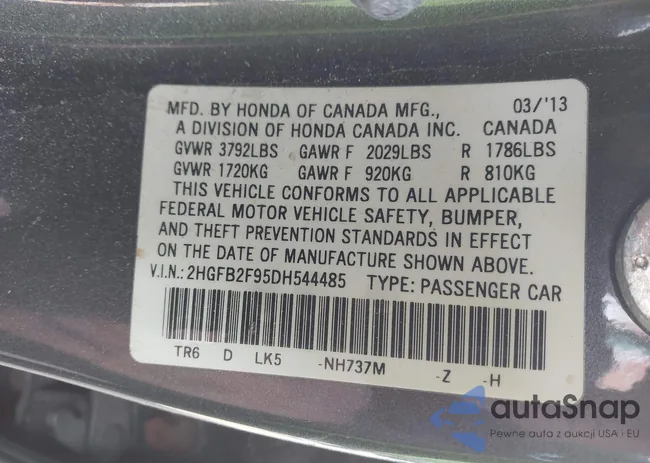 MFD. BY HONDA OF CANADA MFG., 03/'13
A DIVISION OF HONDA CANADA INC. CANADA
GVWR 3792LBS GAWR F 2029LBS R 1786LBS
GVWR 1720KG GAWR F 920KG R 810KG
THIS VEHICLE CONFORMS TO ALL APPLICABLE
FEDERAL MOTOR VEHICLE SAFETY, BUMPER,
AND THEFT PREVENTION STANDARDS IN EFFECT
ON THE DATE OF MANUFACTURE SHOWN ABOVE.
V.I.N.: 2HGFB2F95DH544485 TYPE: PASSENGER CAR
TR6 D LK5 -NH737M -Z -H
autaSnap
Pewne auta z aukcji USA i EU